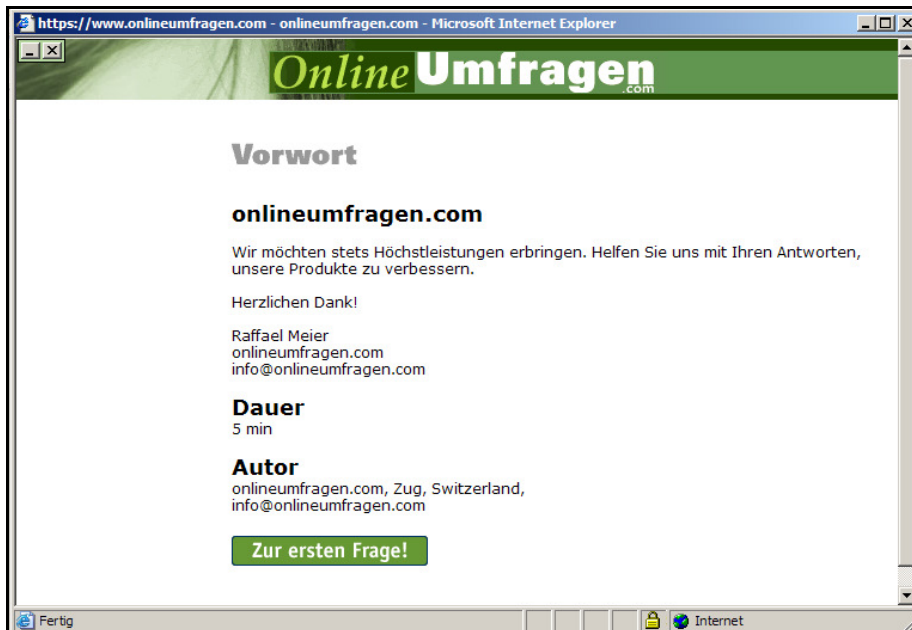 https://www.onlineumfragen.com - onlineumfragen.com - Microsoft Internet Explorer
Online Umfragen
.com
Vorwort
onlineumfragen.com
Wir möchten stets Höchstleistungen erbringen. Helfen Sie uns mit Ihren Antworten,
unsere Produkte zu verbessern.
Herzlichen Dank!
Raffael Meier
onlineumfragen.com
info@onlineumfragen.com
Dauer
5 min
Autor
onlineumfragen.com, Zug, Switzerland,
info@onlineumfragen.com
Zur ersten Frage!
Fertig
Internet